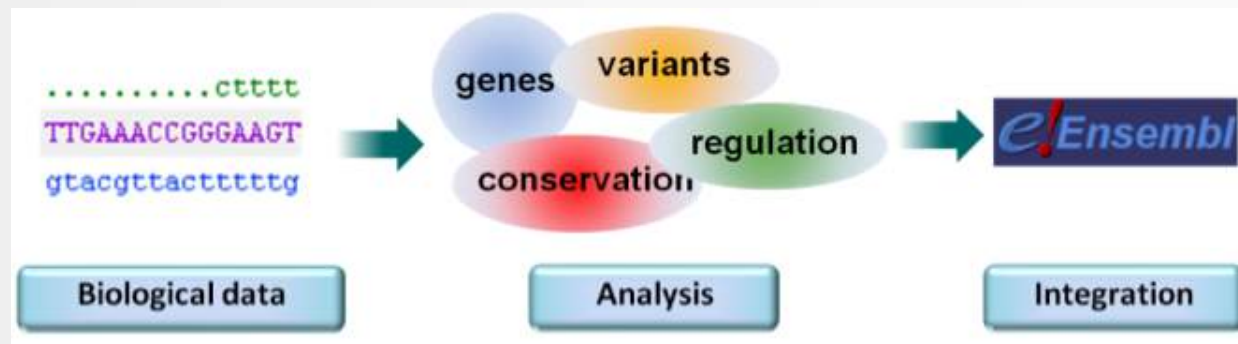 ..........ctttt
TTGAAACCGGGAAGT
gtacgttactttttg
genes
variants
regulation
conservation
e!Ensembl
Biological data
Analysis
Integration